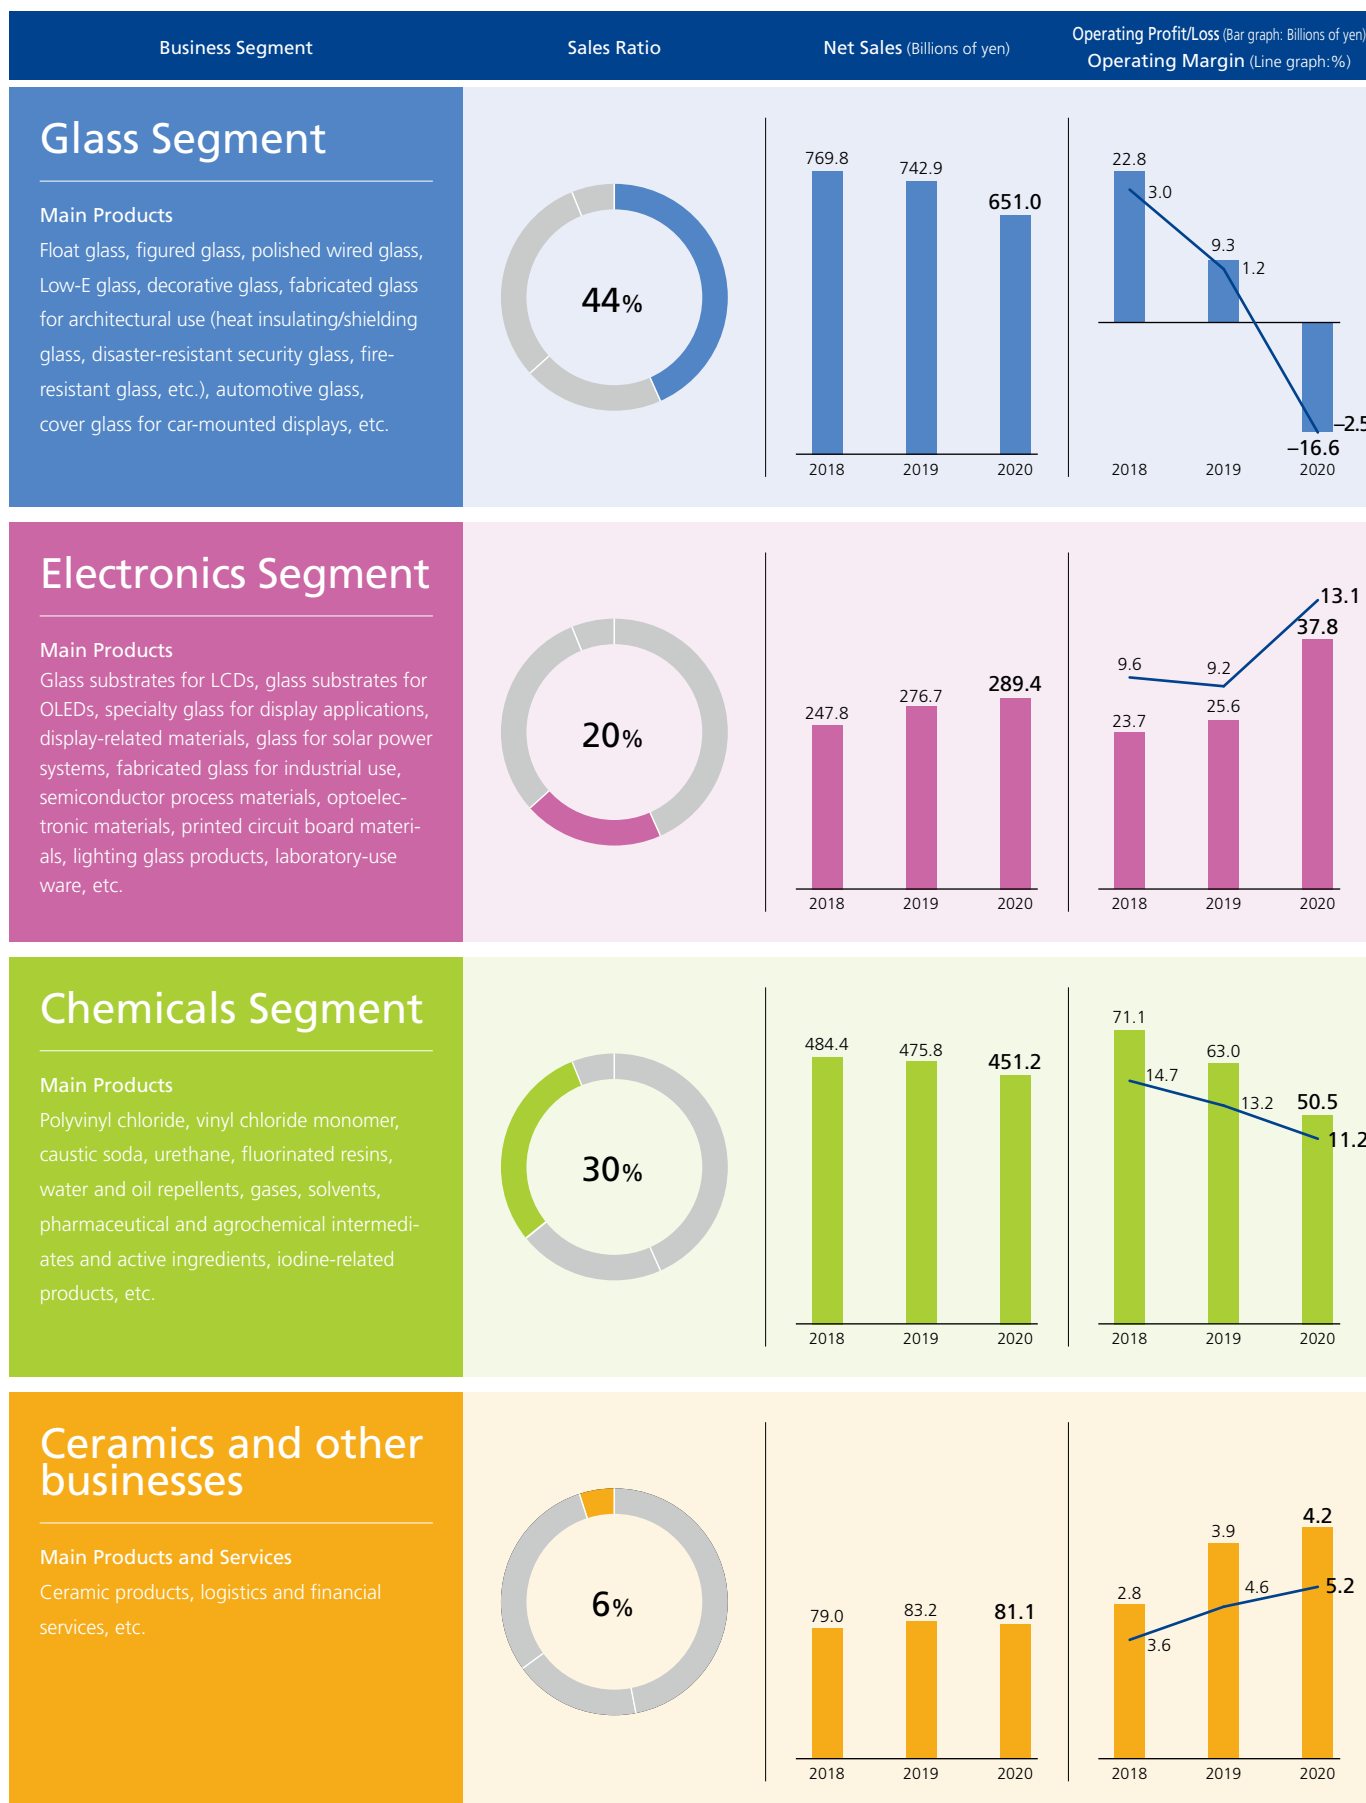 Business Segment
Sales Ratio
Net Sales (Billions of yen)
Operating Profit/Loss (Bar graph: Billions of yen)
Operating Margin (Line graph:%)
Glass Segment
Main Products
Float glass, figured glass, polished wired glass,
Low-E glass, decorative glass, fabricated glass
for architectural use (heat insulating/shielding
glass, disaster-resistant security glass, fire-
resistant glass, etc.), automotive glass,
cover glass for car-mounted displays, etc.
44%
769.8
742.9
651.0
2018 2019 2020
22.8
3.0
9.3
1.2
–2.5
–16.6
2018 2019 2020
Electronics Segment
Main Products
Glass substrates for LCDs, glass substrates for
OLEDs, specialty glass for display applications,
display-related materials, glass for solar power
systems, fabricated glass for industrial use,
semiconductor process materials, optoelec-
tronic materials, printed circuit board materi-
als, lighting glass products, laboratory-use
ware, etc.
20%
247.8
276.7
289.4
2018 2019 2020
13.1
37.8
9.6
9.2
25.6
23.7
2018 2019 2020
Chemicals Segment
Main Products
Polyvinyl chloride, vinyl chloride monomer,
caustic soda, urethane, fluorinated resins,
water and oil repellents, gases, solvents,
pharmaceutical and agrochemical intermedi-
ates and active ingredients, iodine-related
products, etc.
30%
484.4
475.8
451.2
2018 2019 2020
71.1
63.0
14.7
13.2
50.5
11.2
2018 2019 2020
Ceramics and other
businesses
Main Products and Services
Ceramic products, logistics and financial
services, etc.
6%
79.0
83.2
81.1
2018 2019 2020
4.2
3.9
2.8
4.6
5.2
3.6
2018 2019 2020